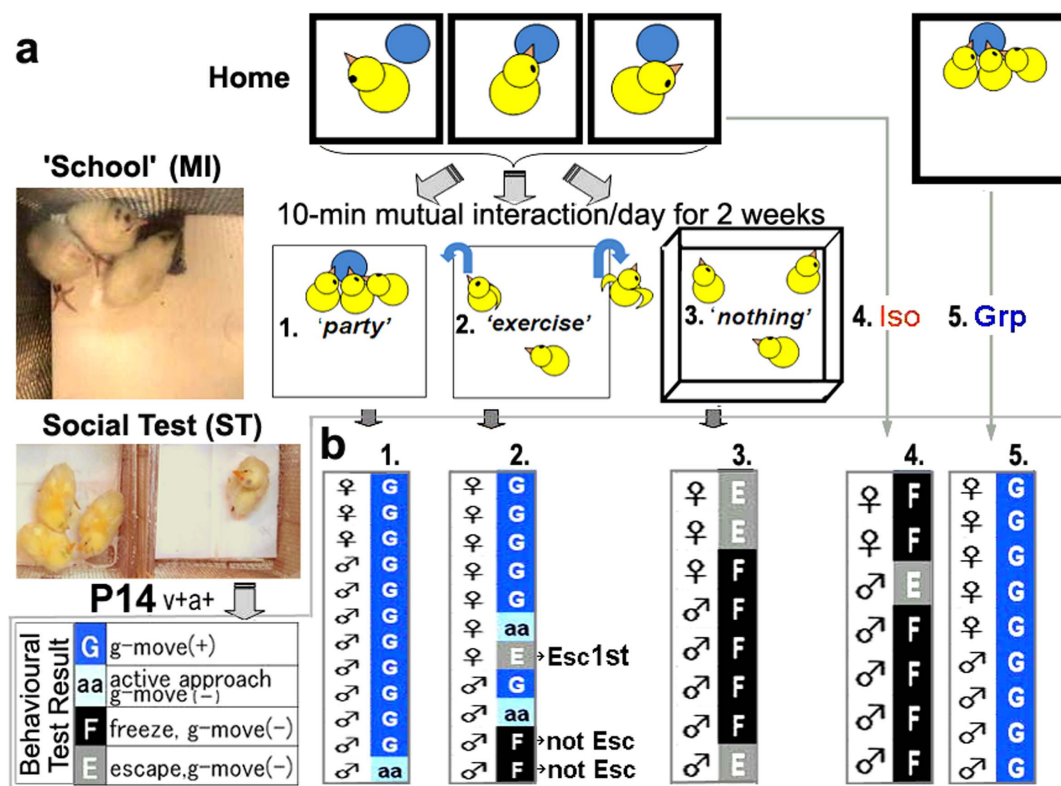 a
Home
'School' (MI)
10-min mutual interaction/day for 2 weeks
1. 'party'
2. 'exercise'
3. 'nothing'
4. Iso
5. Grp
Social Test (ST)
P14 v+a+
Behavioural
Test Result
G g-move(+)
aa active approach
g-move(-)
F freeze, g-move(-)
E escape,g-move(-)
b
1.
♀ G
♀ G
♀ G
♂ G
♂ G
♂ G
♂ G
♂ G
♂ G
♂ G
♂ G
♂ aa
2.
♀ G
♀ G
♀ G
♀ G
♀ G
♀ aa
♀ E →Esc1st
♂ G
♂ aa
♂ F →not Esc
♂ F →not Esc
3.
♀ E
♀ E
♀ F
♂ F
♂ F
♂ F
♂ F
♂ E
4.
♀ F
♀ F
♂ E
♂ F
♂ F
♂ F
♂ F
5.
♀ G
♀ G
♀ G
♀ G
♀ G
♂ G
♂ G
♂ G
♂ G